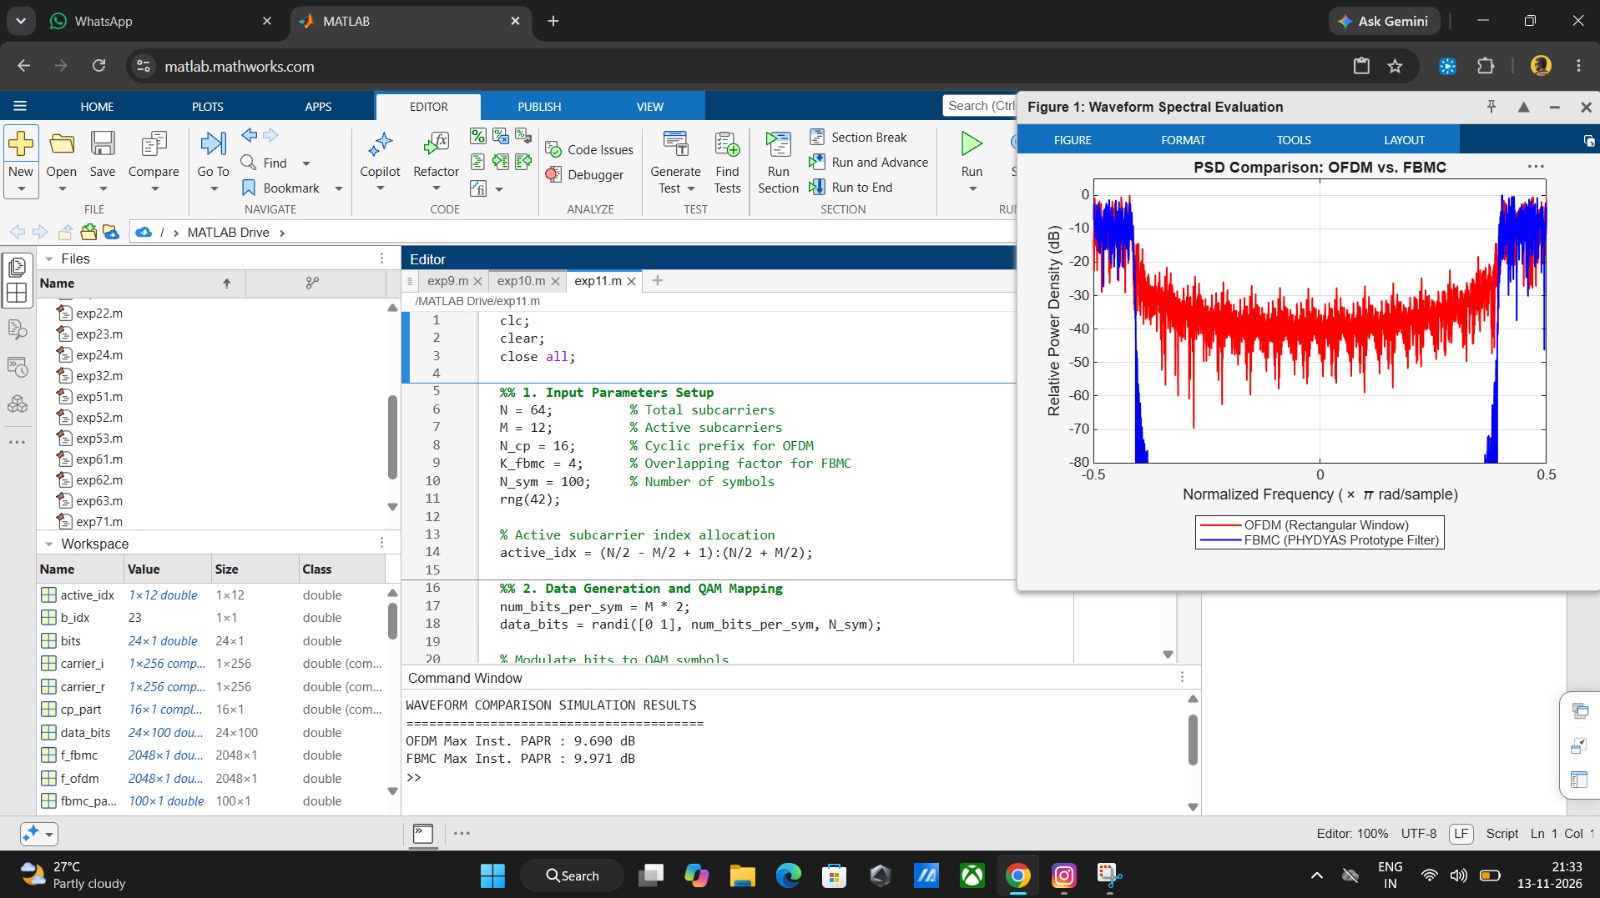 WhatsApp
MATLAB
Ask Gemini
matlab.mathworks.com
HOME
PLOTS
APPS
EDITOR
PUBLISH
VIEW
Search (Ctrl
New
Open
Save
Compare
FILE
Go To
Find
Bookmark
NAVIGATE
Copilot
Refactor
CODE
Code Issues
Debugger
ANALYZE
Generate
Test
Find
Tests
TEST
Run
Section
Section Break
Run and Advance
Run to End
SECTION
Run
/ > MATLAB Drive >
Files
Name
exp22.m
exp23.m
exp24.m
exp32.m
exp51.m
exp52.m
exp53.m
exp61.m
exp62.m
exp63.m
exp71.m
Workspace
Name Value Size Class
active_idx 1×12 double 1×12 double
b_idx 23 1×1 double
bits 24×1 double 24×1 double
carrier_i 1×256 comp... 1×256 double (com...
carrier_r 1×256 comp... 1×256 double (com...
cp_part 16×1 compl... 16×1 double (com...
data_bits 24×100 dou... 24×100 double
f_fbmc 2048×1 dou... 2048×1 double
f_ofdm 2048×1 dou... 2048×1 double
fbmc_pa... 100×1 double 100×1 double
Editor
exp9.m exp10.m exp11.m
/MATLAB Drive/exp11.m
1 clc;
2 clear;
3 close all;
4
5 %% 1. Input Parameters Setup
6 N = 64; % Total subcarriers
7 M = 12; % Active subcarriers
8 N_cp = 16; % Cyclic prefix for OFDM
9 K_fbmc = 4; % Overlapping factor for FBMC
10 N_sym = 100; % Number of symbols
11 rng(42);
12
13 % Active subcarrier index allocation
14 active_idx = (N/2 - M/2 + 1):(N/2 + M/2);
15
16 %% 2. Data Generation and QAM Mapping
17 num_bits_per_sym = M * 2;
18 data_bits = randi([0 1], num_bits_per_sym, N_sym);
19
20 % Modulate bits to QAM symbols
Command Window
WAVEFORM COMPARISON SIMULATION RESULTS
=======================================
OFDM Max Inst. PAPR : 9.690 dB
FBMC Max Inst. PAPR : 9.971 dB
>>
Figure 1: Waveform Spectral Evaluation
FIGURE
FORMAT
TOOLS
LAYOUT
PSD Comparison: OFDM vs. FBMC
Relative Power Density (dB)
0
-10
-20
-30
-40
-50
-60
-70
-80
-0.5 0 0.5
Normalized Frequency ( × π rad/sample)
OFDM (Rectangular Window)
FBMC (PHYDYAS Prototype Filter)
Editor: 100% UTF-8 LF Script Ln 1 Col 1
27°C
Partly cloudy
Search
ENG
IN
21:33
13-11-2026